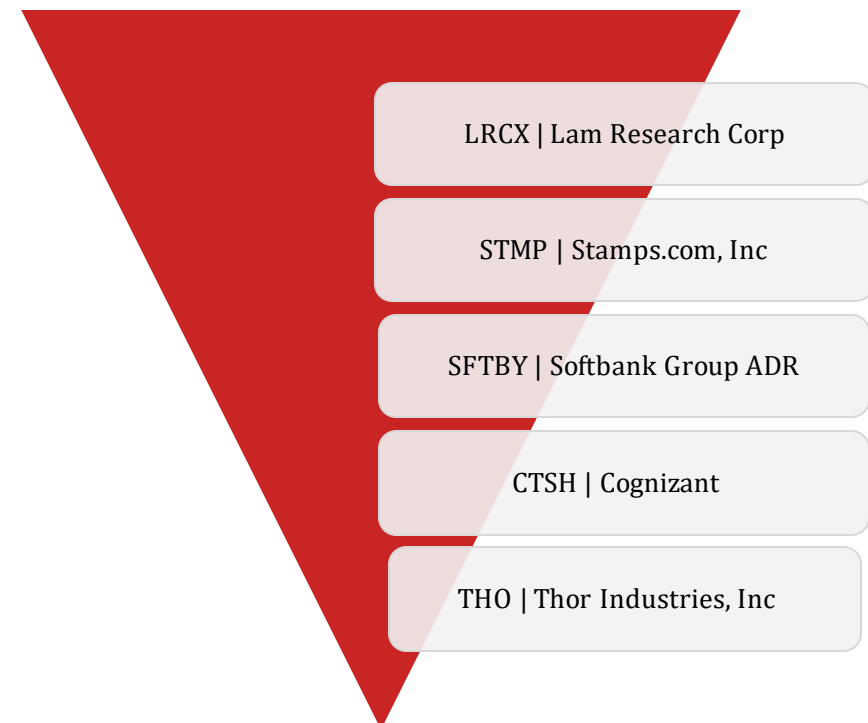 LRCX | Lam Research Corp
STMP | Stamps.com, Inc
SFTBY | Softbank Group ADR
CTSH | Cognizant
THO | Thor Industries, Inc